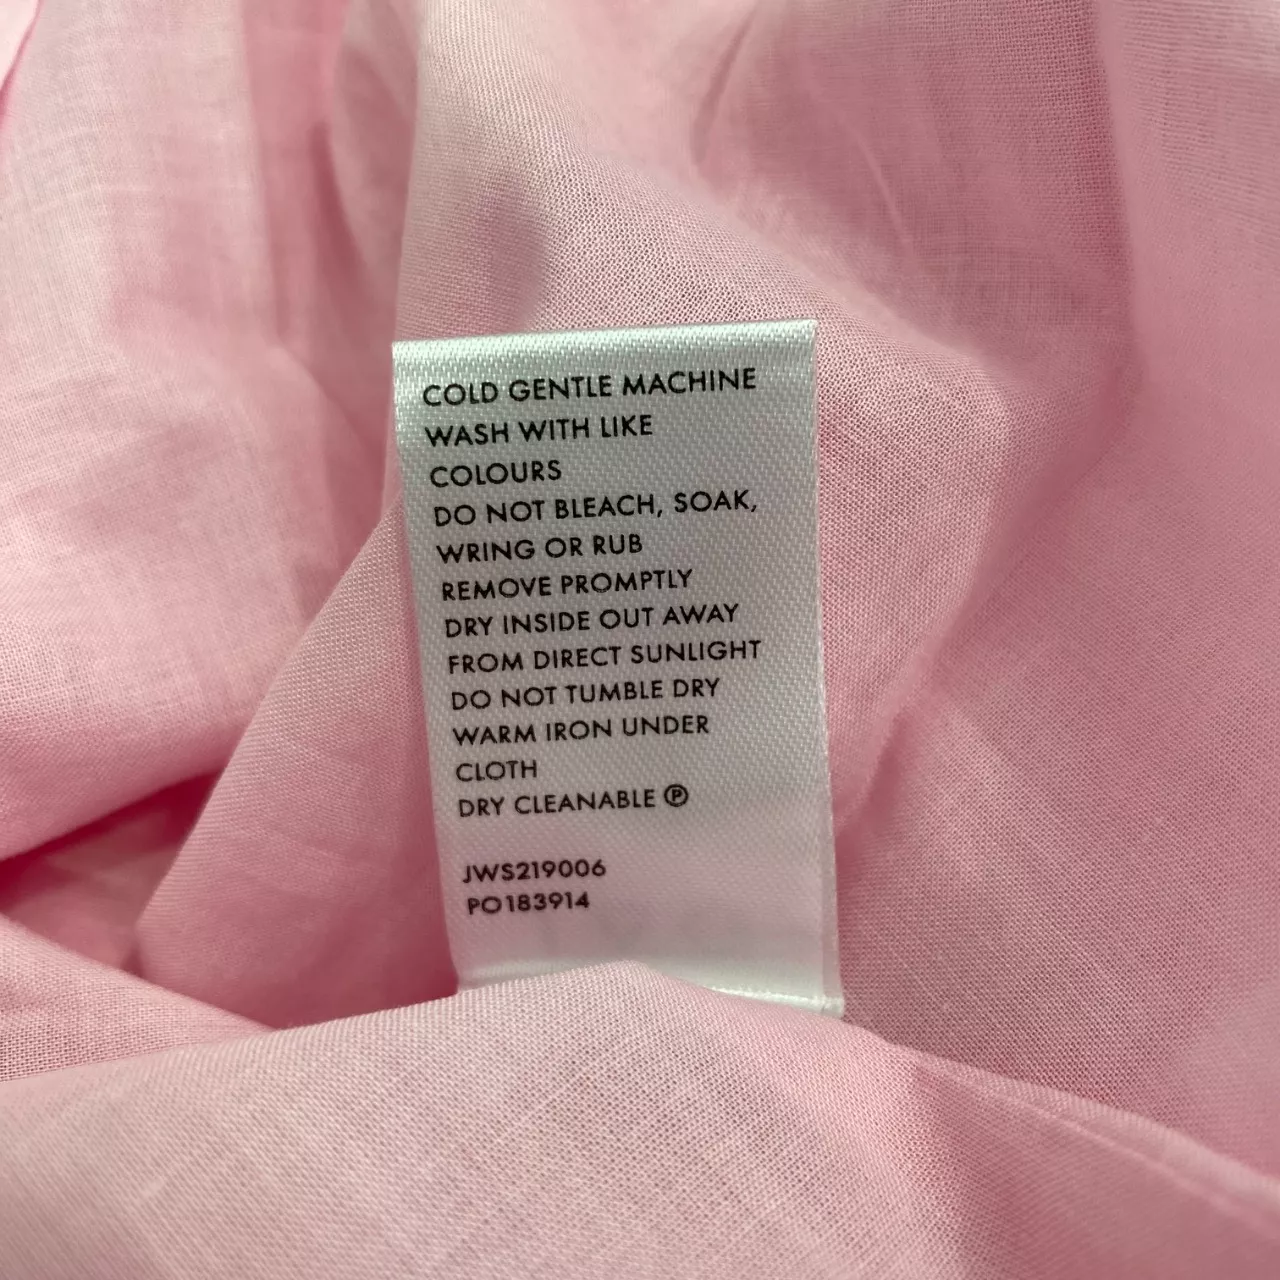 COLD GENTLE MACHINE
WASH WITH LIKE
COLOURS
DO NOT BLEACH, SOAK,
WRING OR RUB
REMOVE PROMPTLY
DRY INSIDE OUT AWAY
FROM DIRECT SUNLIGHT
DO NOT TUMBLE DRY
WARM IRON UNDER
CLOTH
DRY CLEANABLE Ⓟ
JWS219006
PO183914